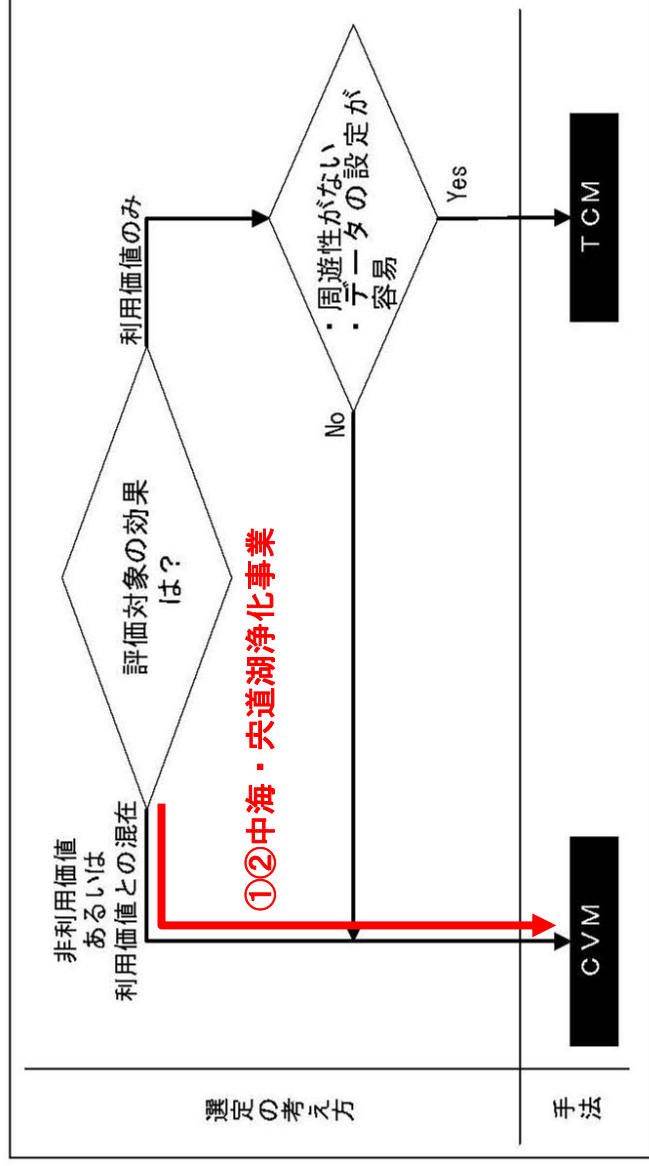 選定の考え方
手法
評価対象の効果
は?
非利用価値
あるいは
利用価値との混在
利用価値のみ
①②中海・宍道湖浄化事業
・周遊性がない
・データの設定が
容易
No
Yes
CVM
TCM